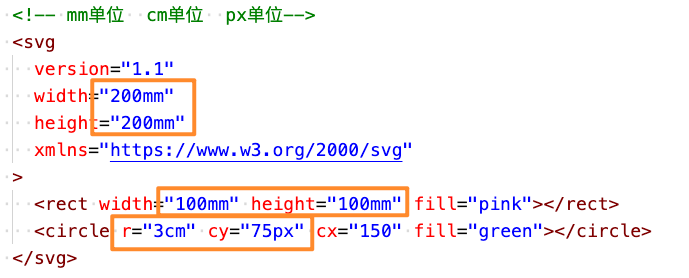 <!-- mm单位  cm单位  px单位-->
<svg
  version="1.1"
  width="200mm"
  height="200mm"
  xmlns="https://www.w3.org/2000/svg"
>
  <rect width="100mm" height="100mm" fill="pink"></rect>
  <circle r="3cm" cy="75px" cx="150" fill="green"></circle>
</svg>